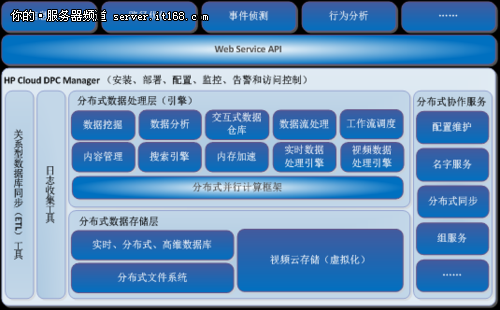 你的·服务器频道 server.it168.com
事件侦测
行为分析
……
Web Service API
HP Cloud DPC Manager （安装、部署、配置、监控、告警和访问控制）
关系型数据库同步（ETL）工具
日志收集工具
分布式数据处理层（引擎）
数据挖掘
数据分析
交互式数据
仓库
数据流处理
工作流调度
内容管理
搜索引擎
内存加速
实时数据
处理引擎
视频数据
处理引擎
分布式并行计算框架
分布式数据存储层
实时、分布式、高维数据库
分布式文件系统
视频云存储（虚拟化）
分布式协作服务
配置维护
名字服务
分布式同步
组服务
……